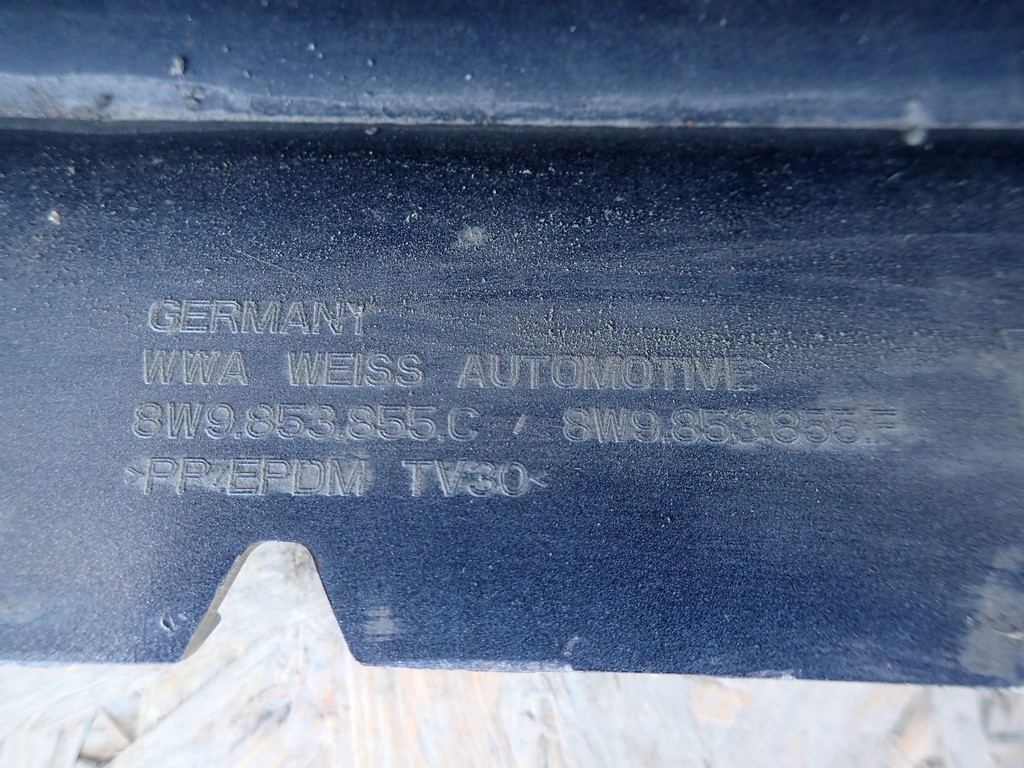 GERMANY
WWA WEISS AUTOMOTIVE
8W9.853.855.C / 8W9.853.855.F
>PP/EPDM TV30<